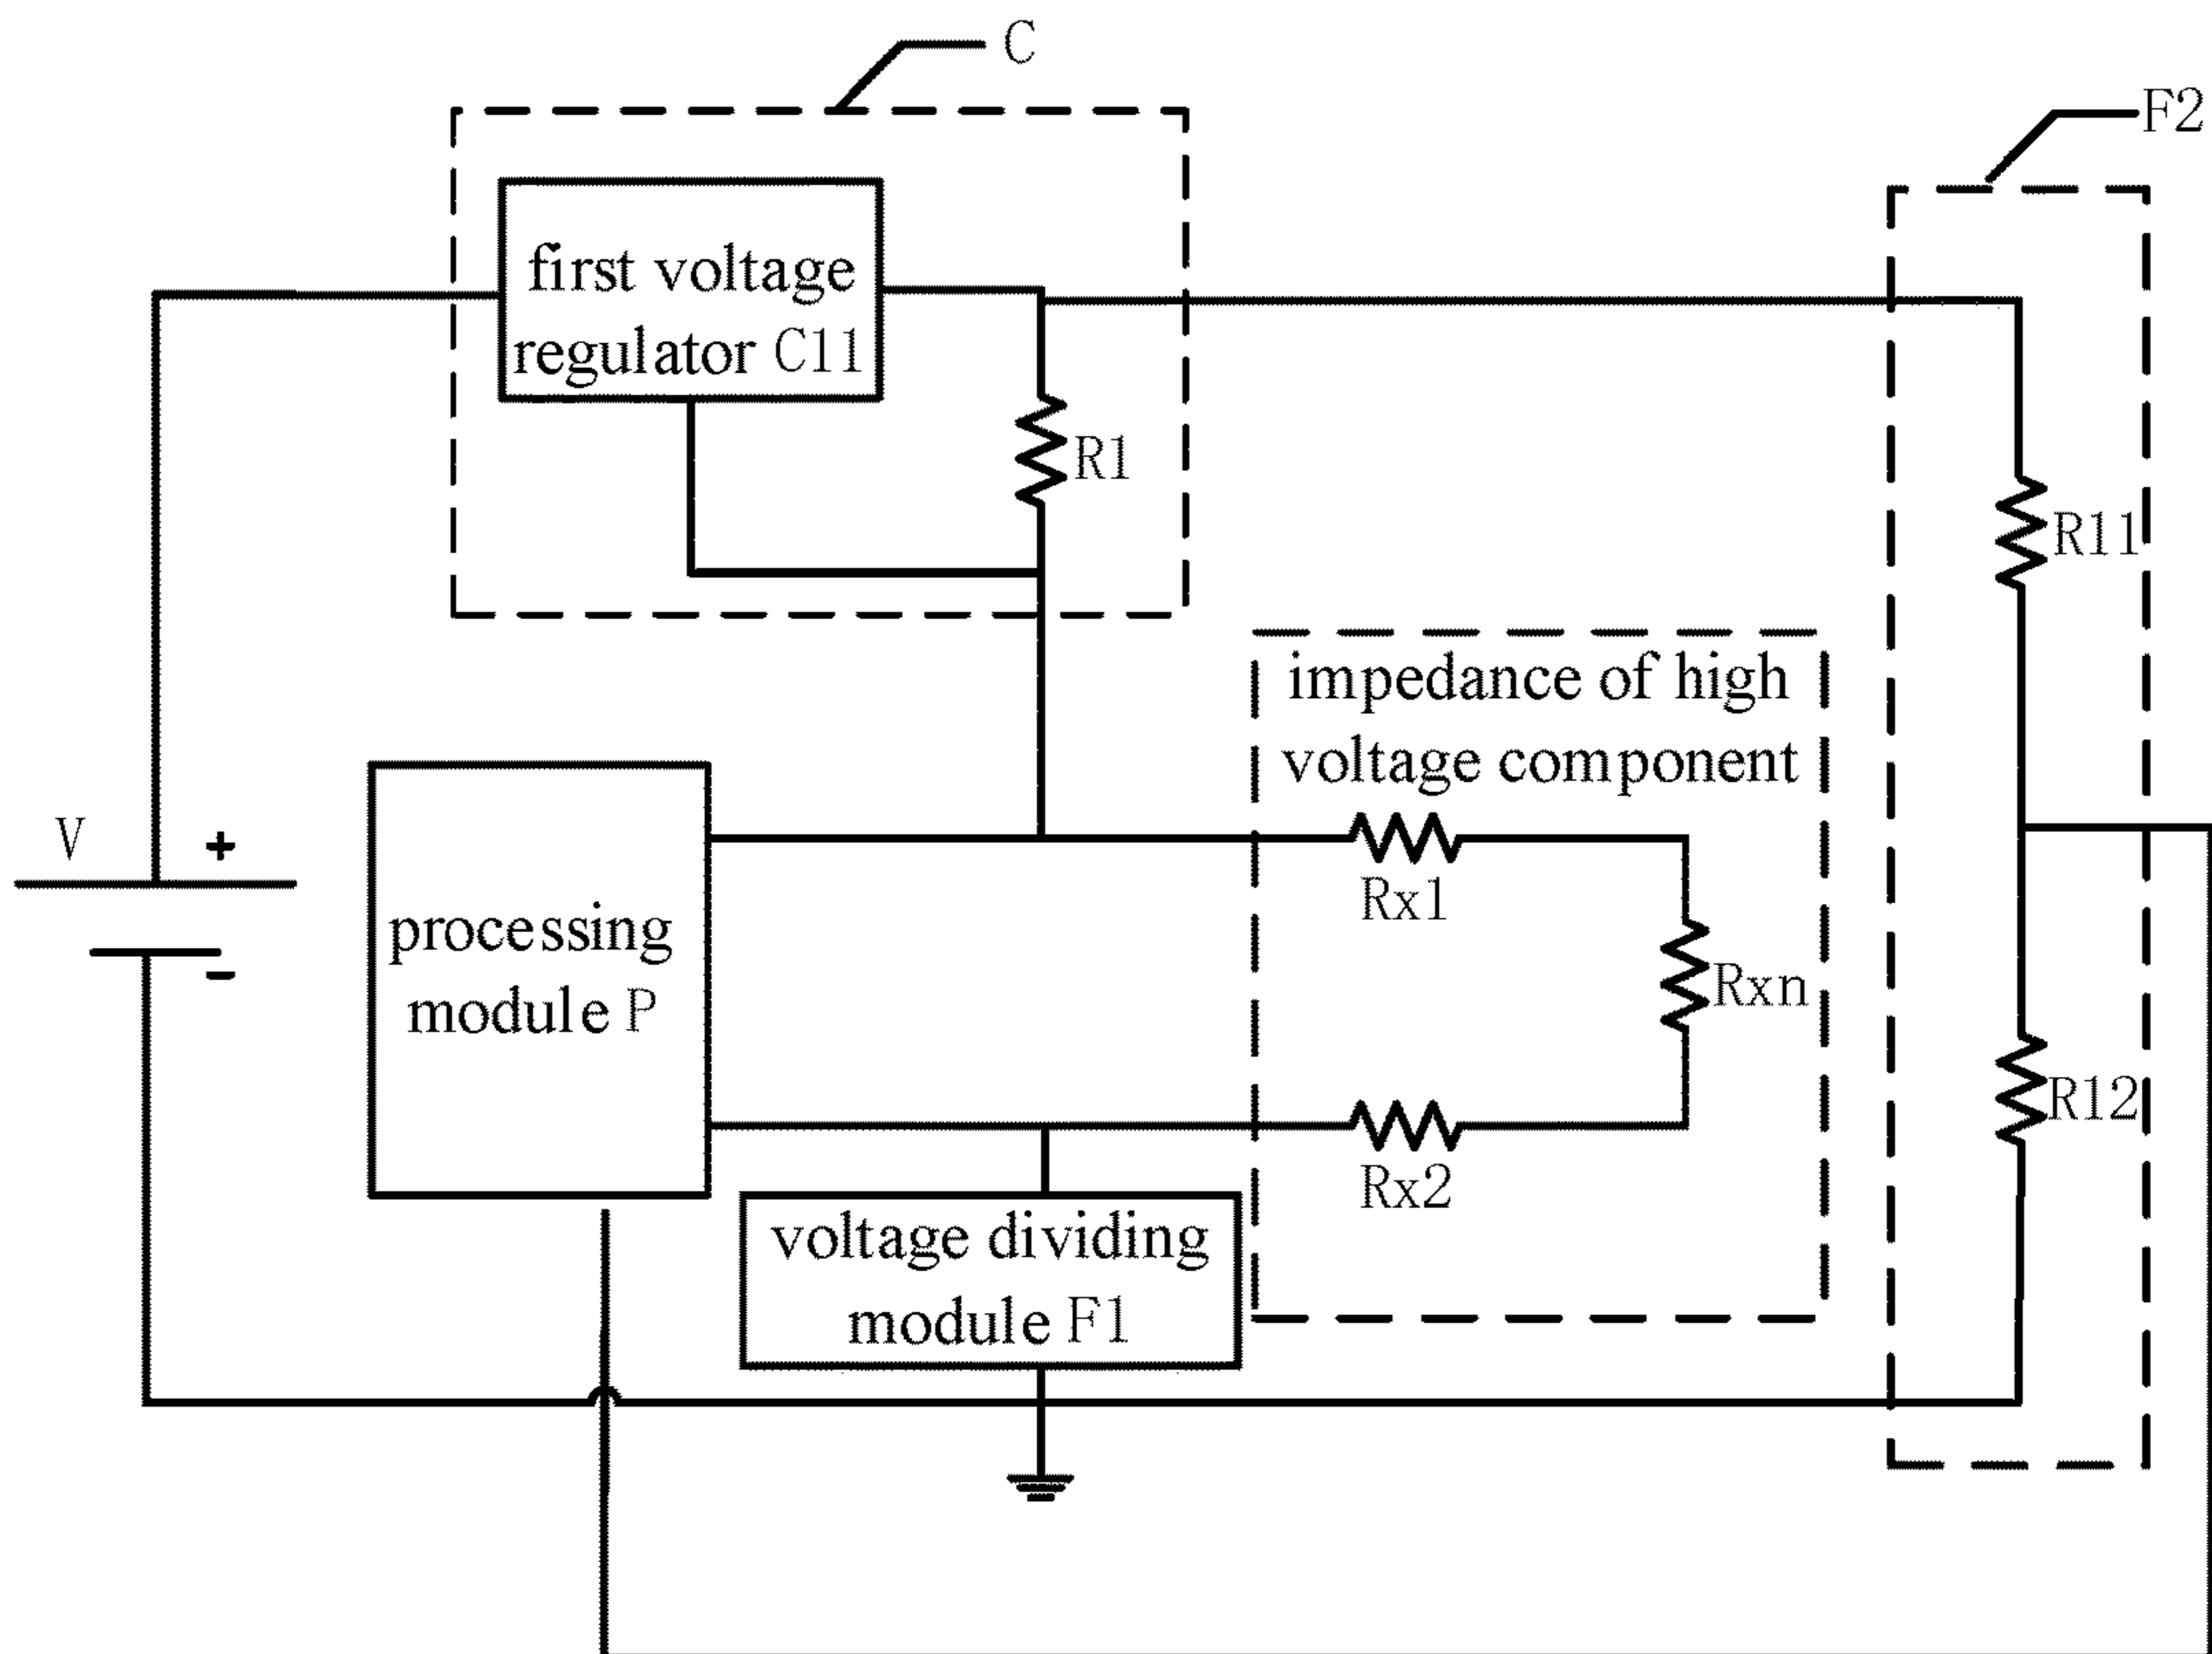 C
F2
first voltage
regulator C11
R1
R11
impedance of high
voltage component
V
+
-
Rx1
processing
module P
Rxn
R12
Rx2
voltage dividing
module F1